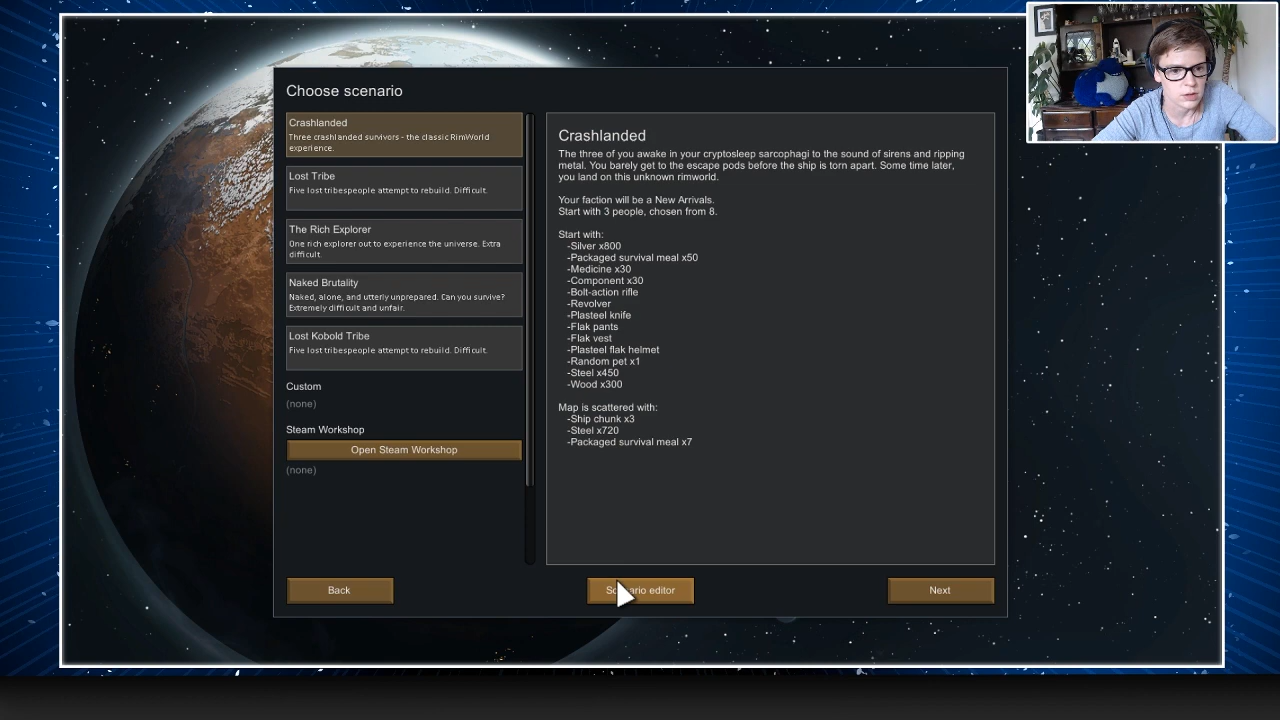 Choose scenario
Crashlanded
Three crashlanded survivors - the classic RimWorld
experience.
Lost Tribe
Five lost tribespeople attempt to rebuild. Difficult.
The Rich Explorer
One rich explorer out to experience the universe. Extra
difficult.
Naked Brutality
Naked, alone, and utterly unprepared. Can you survive?
Extremely difficult and unfair.
Lost Kobold Tribe
Five lost tribespeople attempt to rebuild. Difficult.
Custom
(none)
Steam Workshop
Open Steam Workshop
(none)
Crashlanded
The three of you awake in your cryptosleep sarcophagi to the sound of sirens and ripping
metal. You barely get to the escape pods before the ship is torn apart. Some time later,
you land on this unknown rimworld.
Your faction will be a New Arrivals.
Start with 3 people, chosen from 8.
Start with:
-Silver x800
-Packaged survival meal x50
-Medicine x30
-Component x30
-Bolt-action rifle
-Revolver
-Plasteel knife
-Flak pants
-Flak vest
-Plasteel flak helmet
-Random pet x1
-Steel x450
-Wood x300
Map is scattered with:
-Ship chunk x3
-Steel x720
-Packaged survival meal x7
Back
Scenario editor
Next